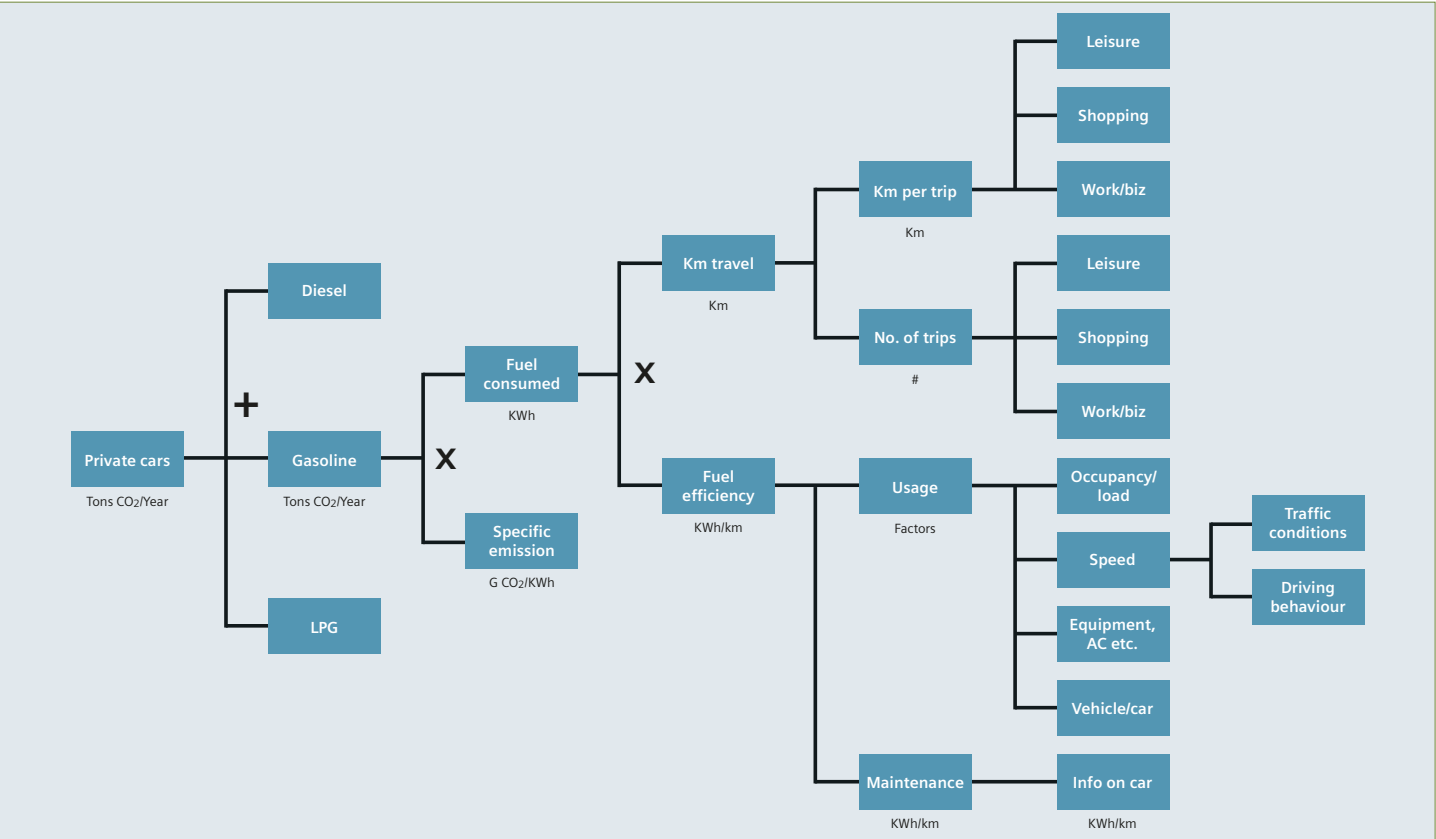 Leisure
Shopping
Work/biz
Km per trip
Km
Leisure
Shopping
Work/biz
No. of trips
#
Km travel
Km
X
Diesel
+
Fuel
consumed
KWh
Private cars
Tons CO2/Year
Gasoline
Tons CO2/Year
X
Specific
emission
G CO2/KWh
LPG
Fuel
efficiency
KWh/km
Usage
Factors
Occupancy/
load
Speed
Traffic
conditions
Driving
behaviour
Equipment,
AC etc.
Vehicle/car
Maintenance
KWh/km
Info on car
KWh/km